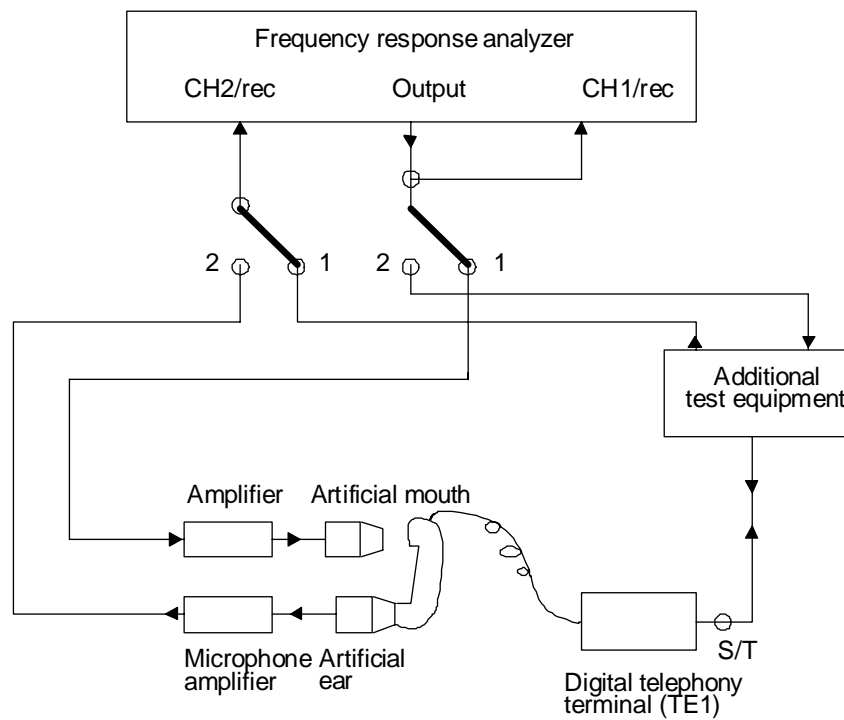 Frequency response analyzer
CH2/rec
Output
CH1/rec
2
1
2
1
Additional
test equipment
Amplifier
Artificial mouth
Microphone
amplifier
Artificial
ear
S/T
Digital telephony
terminal (TE1)